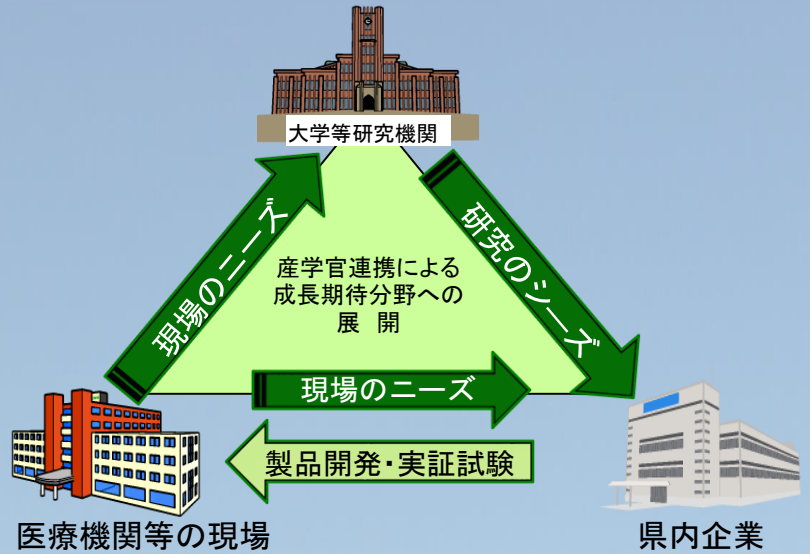 大学等研究機関
現場のニーズ
研究のシーズ
産学官連携による
成長期待分野への
展 開
現場のニーズ
製品開発・実証試験
医療機関等の現場
県内企業